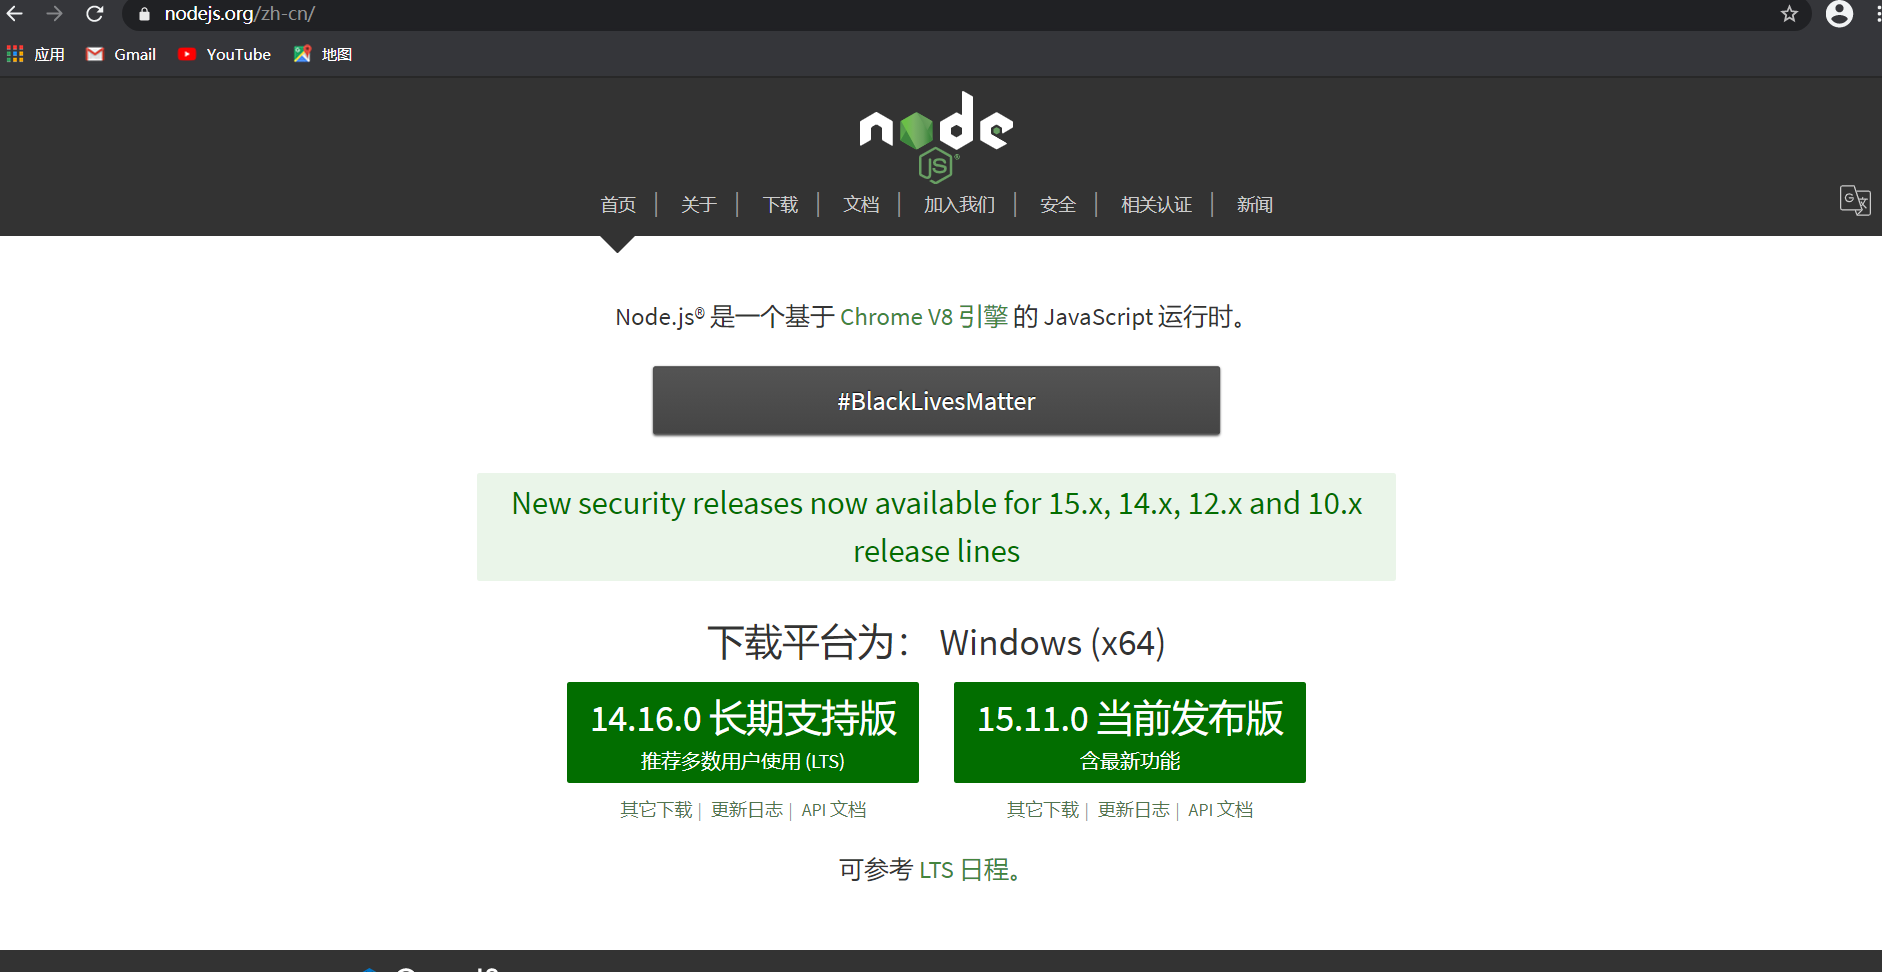 nodejs.org/zh-cn/
应用 Gmail YouTube 地图
node
JS®
首页 | 关于 | 下载 | 文档 | 加入我们 | 安全 | 相关认证 | 新闻
Node.js® 是一个基于 Chrome V8 引擎 的 JavaScript 运行时。
#BlackLivesMatter
New security releases now available for 15.x, 14.x, 12.x and 10.x
release lines
下载平台为： Windows (x64)
14.16.0 长期支持版
推荐多数用户使用 (LTS)
其它下载 | 更新日志 | API 文档
15.11.0 当前发布版
含最新功能
其它下载 | 更新日志 | API 文档
可参考 LTS 日程。